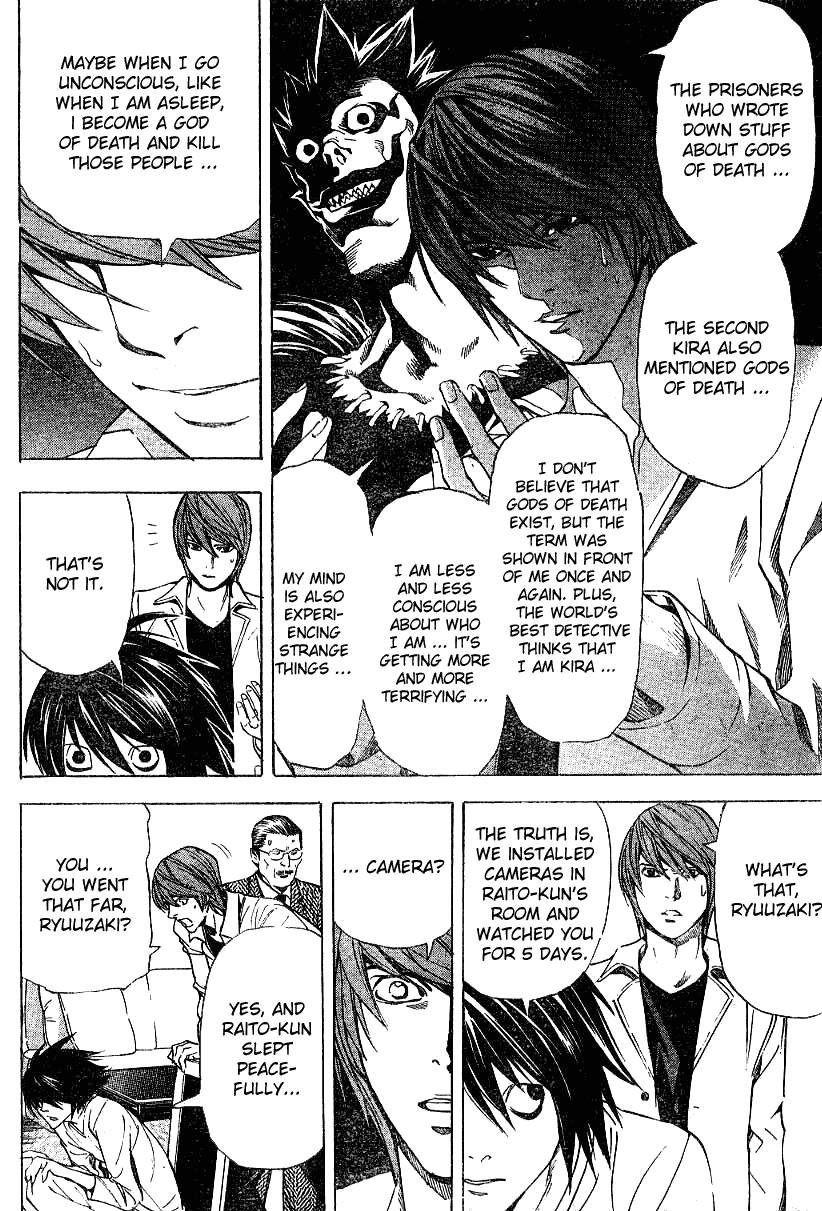 THE PRISONERS
WHO WROTE
DOWN STUFF
ABOUT GODS
OF DEATH ...
THE SECOND
KIRA ALSO
MENTIONED GODS
OF DEATH ...
I DON'T
BELIEVE THAT
GODS OF DEATH
EXIST, BUT THE
TERM WAS
SHOWN IN FRONT
OF ME ONCE AND
AGAIN. PLUS,
THE WORLD'S
BEST DETECTIVE
THINKS THAT
I AM KIRA ...
I AM LESS
AND LESS
CONSCIOUS
ABOUT WHO
I AM ... IT'S
GETTING MORE
AND MORE
TERRIFYING ...
MY MIND
IS ALSO
EXPERI-
ENCING
STRANGE
THINGS ...
MAYBE WHEN I GO
UNCONSCIOUS, LIKE
WHEN I AM ASLEEP,
I BECOME A GOD
OF DEATH AND KILL
THOSE PEOPLE ...
THAT'S
NOT IT.
WHAT'S
THAT,
RYUUZAKI?
THE TRUTH IS,
WE INSTALLED
CAMERAS IN
RAITO-KUN'S
ROOM AND
WATCHED YOU
FOR 5 DAYS.
... CAMERA?
YOU ...
YOU WENT
THAT FAR,
RYUUZAKI?
YES, AND
RAITO-KUN
SLEPT
PEACE-
FULLY...